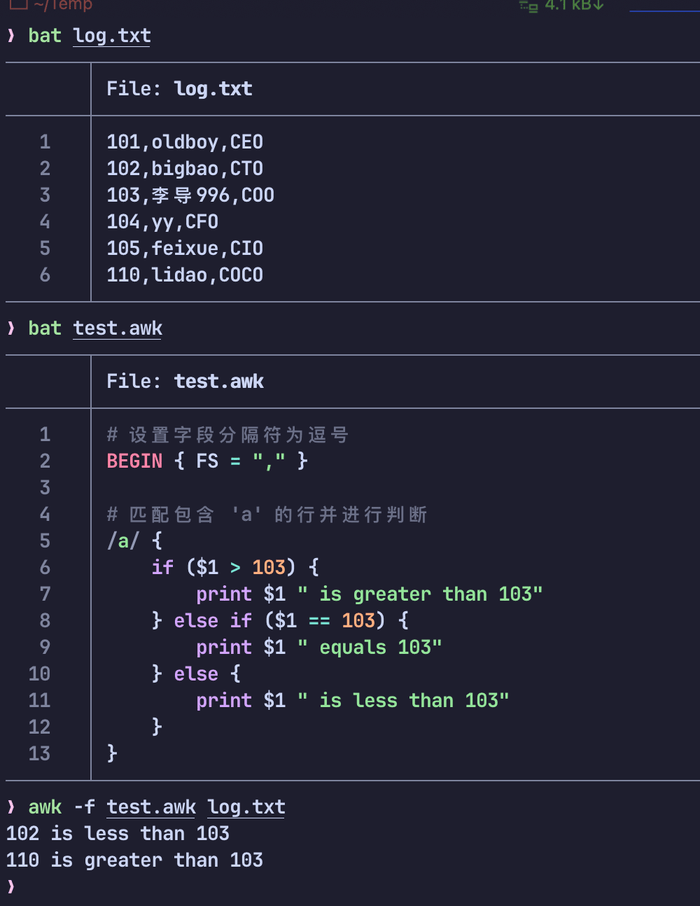 ~/Temp 4.1 kB↓
❯ bat log.txt
File: log.txt
1 101,oldboy,CEO
2 102,bigbao,CTO
3 103,李导996,COO
4 104,yy,CFO
5 105,feixue,CIO
6 110,lidao,COCO
❯ bat test.awk
File: test.awk
1 # 设置字段分隔符为逗号
2 BEGIN { FS = "," }
3
4 # 匹配包含 'a' 的行并进行判断
5 /a/ {
6     if ($1 > 103) {
7         print $1 " is greater than 103"
8     } else if ($1 == 103) {
9         print $1 " equals 103"
10     } else {
11         print $1 " is less than 103"
12     }
13 }
❯ awk -f test.awk log.txt
102 is less than 103
110 is greater than 103
❯